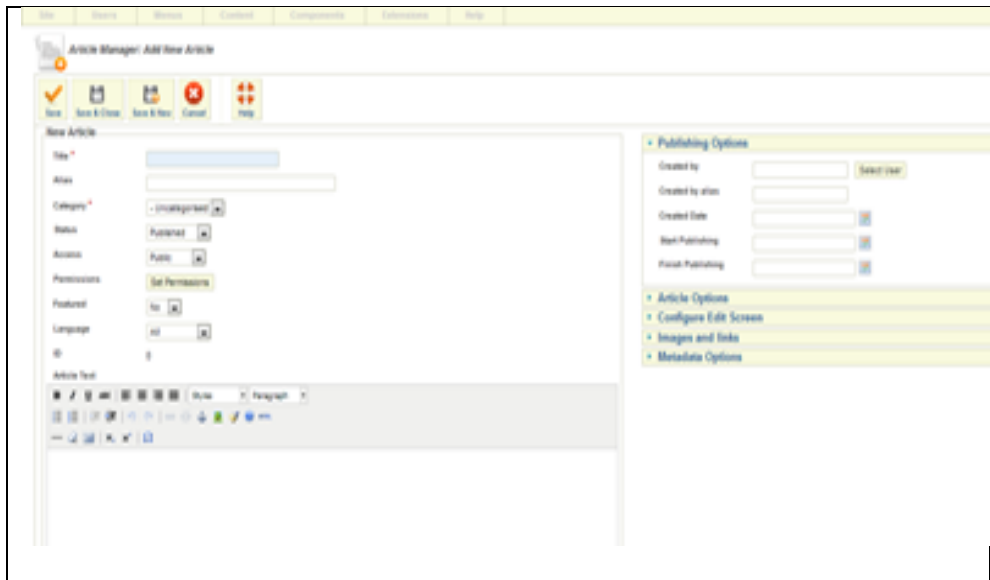 Site Users Menus Content Components Extensions Help
Article Manager: Add New Article
Save Save & Close Save & New Cancel Help
New Article
Title *
Alias
Category * - Uncategorised
Status Published
Access Public
Permissions Set Permissions
Featured No
Language All
ID 0
Article Text
B I U ABC Styles Paragraph
HTML
Publishing Options
Created by Select User
Created by alias
Created Date
Start Publishing
Finish Publishing
Article Options
Configure Edit Screen
Images and links
Metadata Options